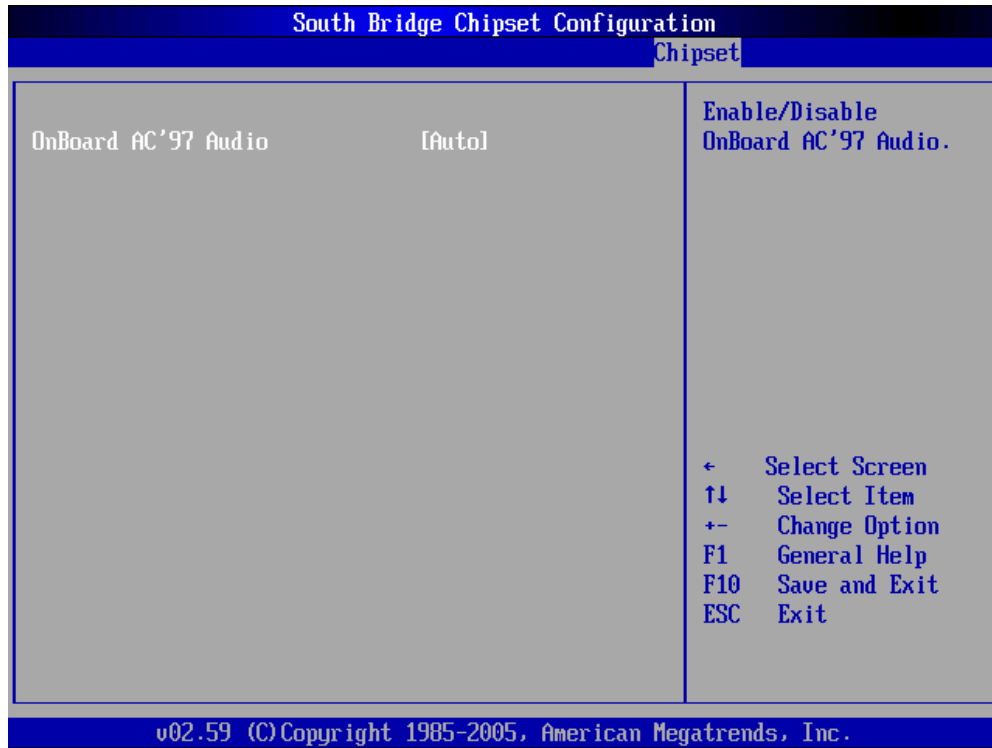 South Bridge Chipset Configuration
Chipset
OnBoard AC'97 Audio [Auto]
Enable/Disable
OnBoard AC'97 Audio.
← Select Screen
↑↓ Select Item
+- Change Option
F1 General Help
F10 Save and Exit
ESC Exit
v02.59 (C)Copyright 1985-2005, American Megatrends, Inc.